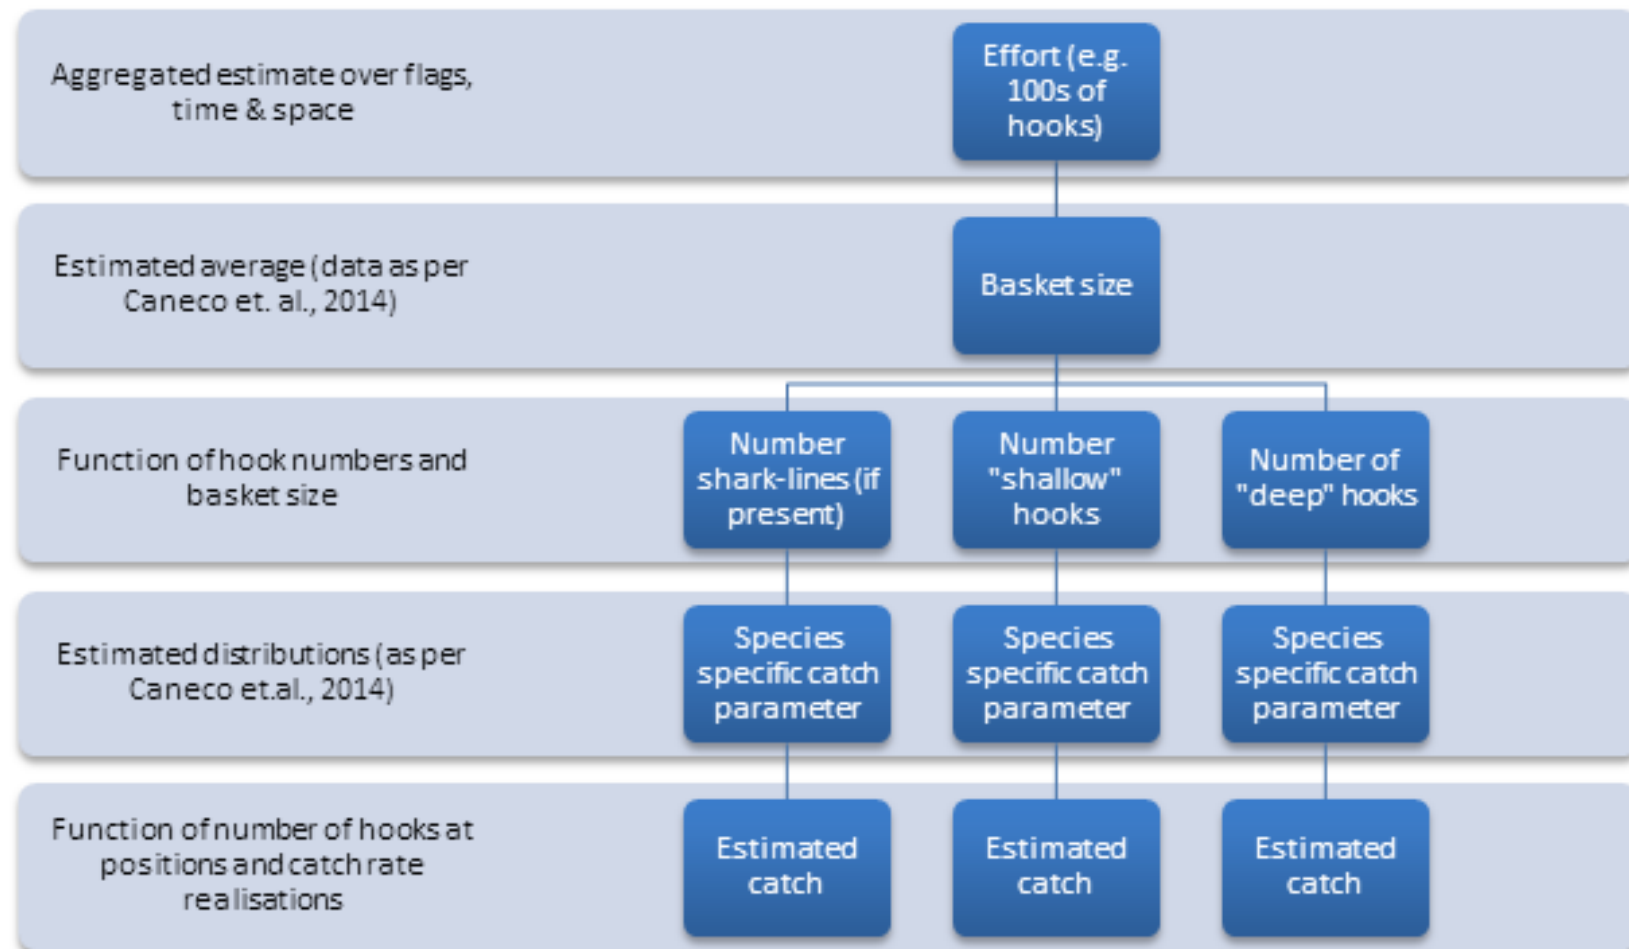 Aggregated estimate over flags,
time & space
Effort (e.g.
100s of
hooks)
Estimated average (data as per
Caneco et. al., 2014)
Basket size
Function of hook numbers and
basket size
Number
shark-lines (if
present)
Number
"shallow"
hooks
Number of
"deep" hooks
Estimated distributions (as per
Caneco et.al., 2014)
Species
specific catch
parameter
Species
specific catch
parameter
Species
specific catch
parameter
Function of number of hooks at
positions and catch rate
realisations
Estimated
catch
Estimated
catch
Estimated
catch